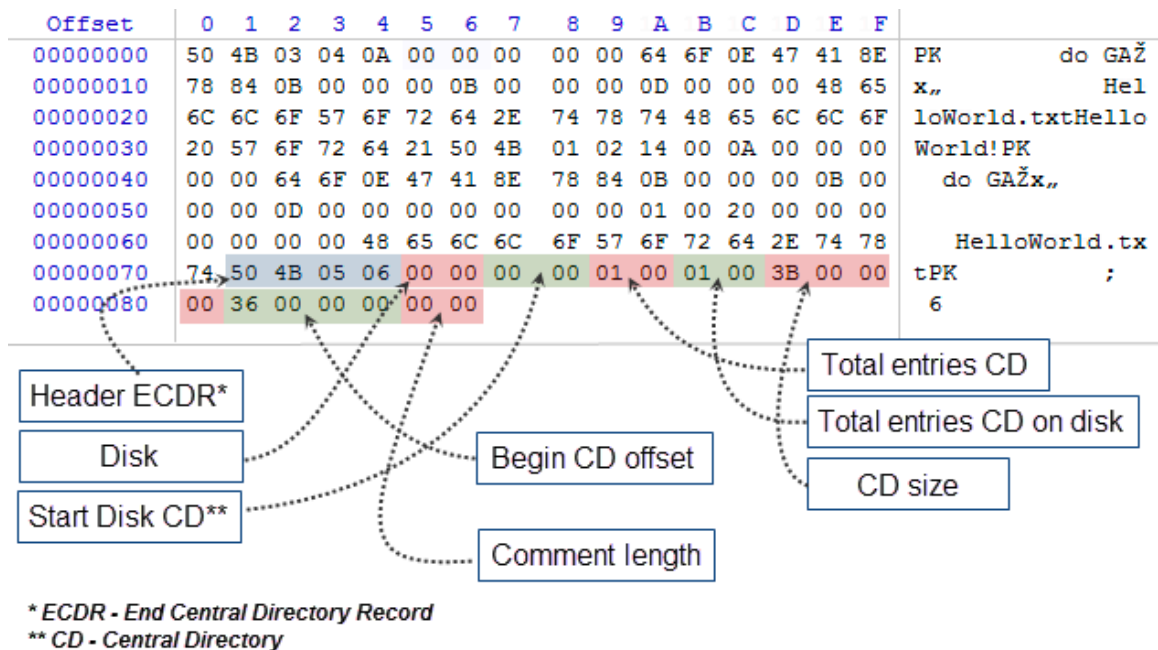 Offset 0 1 2 3 4 5 6 7 8 9 A B C D E F
00000000 50 4B 03 04 0A 00 00 00 00 00 64 6F 0E 47 41 8E PK do GAŽ
00000010 78 84 0B 00 00 00 0B 00 00 00 0D 00 00 00 48 65 x„ Hel
00000020 6C 6C 6F 57 6F 72 64 2E 74 78 74 48 65 6C 6C 6F loWorld.txtHello
00000030 20 57 6F 72 64 21 50 4B 01 02 14 00 0A 00 00 00 World!PK
00000040 00 00 64 6F 0E 47 41 8E 78 84 0B 00 00 00 0B 00 do GAŽx„
00000050 00 00 0D 00 00 00 00 00 00 00 01 00 20 00 00 00
00000060 00 00 00 00 48 65 6C 6C 6F 57 6F 72 64 2E 74 78 HelloWorld.tx
00000070 74 50 4B 05 06 00 00 00 00 01 00 01 00 3B 00 00 tPK ;
00000080 00 36 00 00 00 00 00 6
Header ECDR*
Disk
Start Disk CD**
Begin CD offset
Comment length
Total entries CD
Total entries CD on disk
CD size
* ECDR - End Central Directory Record
** CD - Central Directory